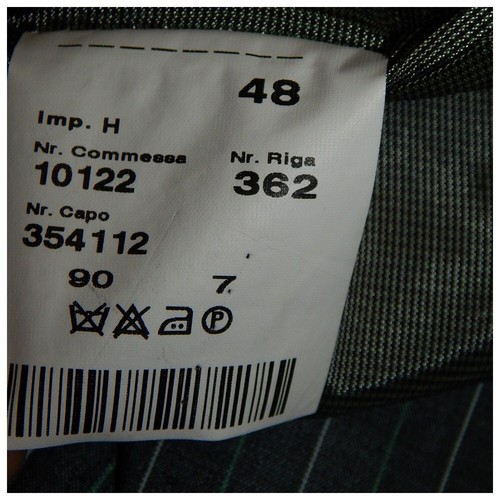 48
Imp. H
Nr. Commessa Nr. Riga
10122 362
Nr. Capo
354112
90 7
P